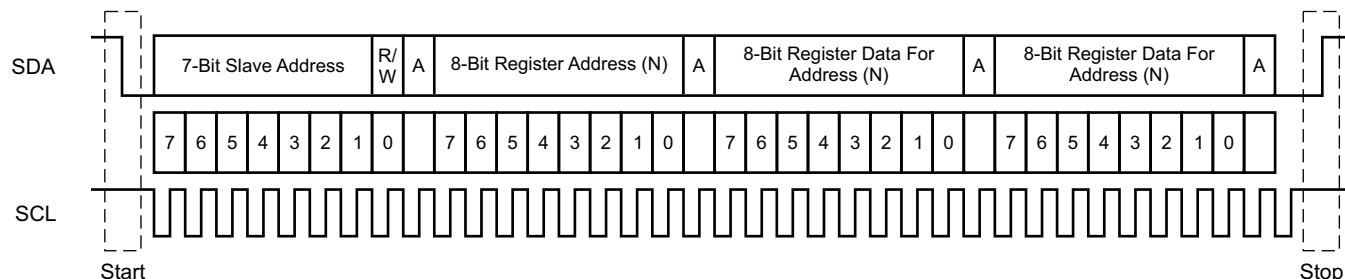 SDA
7-Bit Slave Address
R/
W
A
8-Bit Register Address (N)
A
8-Bit Register Data For
Address (N)
A
8-Bit Register Data For
Address (N)
A
7 6 5 4 3 2 1 0 7 6 5 4 3 2 1 0 7 6 5 4 3 2 1 0 7 6 5 4 3 2 1 0
SCL
Start
Stop